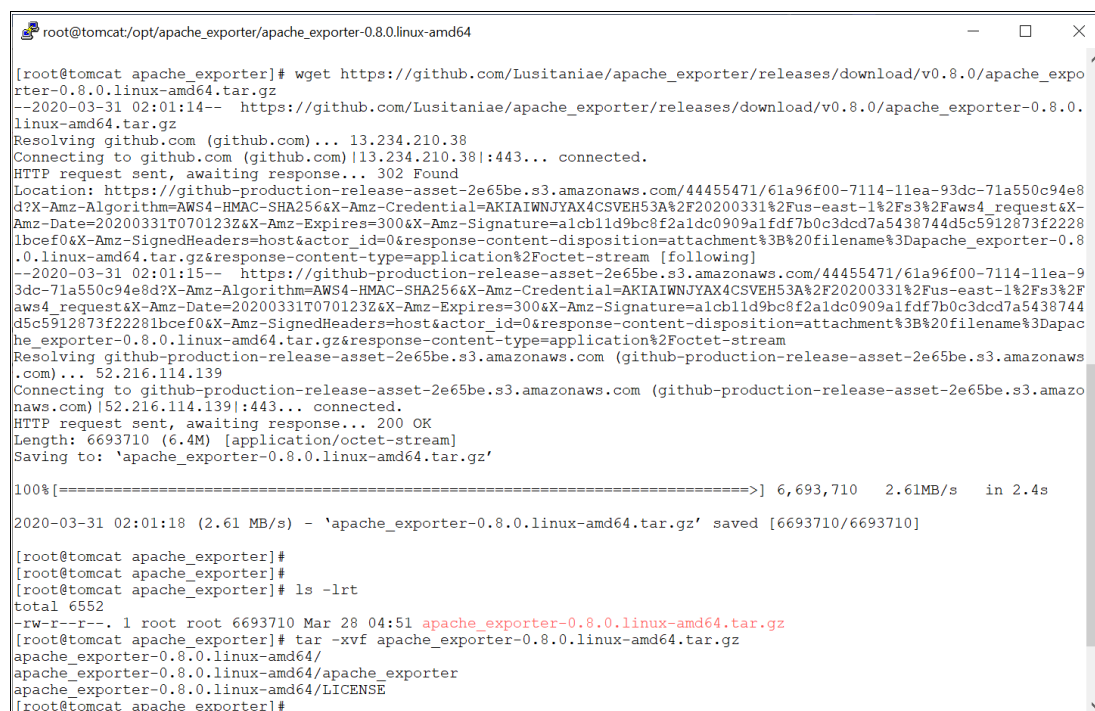 root@tomcat:/opt/apache_exporter/apache_exporter-0.8.0.linux-amd64
[root@tomcat apache_exporter]# wget https://github.com/Lusitaniae/apache_exporter/releases/download/v0.8.0/apache_expo
rter-0.8.0.linux-amd64.tar.gz
--2020-03-31 02:01:14--  https://github.com/Lusitaniae/apache_exporter/releases/download/v0.8.0/apache_exporter-0.8.0.
linux-amd64.tar.gz
Resolving github.com (github.com)... 13.234.210.38
Connecting to github.com (github.com)|13.234.210.38|:443... connected.
HTTP request sent, awaiting response... 302 Found
Location: https://github-production-release-asset-2e65be.s3.amazonaws.com/44455471/61a96f00-7114-11ea-93dc-71a550c94e8
d?X-Amz-Algorithm=AWS4-HMAC-SHA256&X-Amz-Credential=AKIAIWNJYAX4CSVEH53A%2F20200331%2Fus-east-1%2Fs3%2Faws4_request&X-
Amz-Date=20200331T070123Z&X-Amz-Expires=300&X-Amz-Signature=a1cb11d9bc8f2a1dc0909a1fdf7b0c3dcd7a5438744d5c5912873f2228
1bcef0&X-Amz-SignedHeaders=host&actor_id=0&response-content-disposition=attachment%3B%20filename%3Dapache_exporter-0.8
.0.linux-amd64.tar.gz&response-content-type=application%2Foctet-stream [following]
--2020-03-31 02:01:15--  https://github-production-release-asset-2e65be.s3.amazonaws.com/44455471/61a96f00-7114-11ea-9
3dc-71a550c94e8d?X-Amz-Algorithm=AWS4-HMAC-SHA256&X-Amz-Credential=AKIAIWNJYAX4CSVEH53A%2F20200331%2Fus-east-1%2Fs3%2F
aws4_request&X-Amz-Date=20200331T070123Z&X-Amz-Expires=300&X-Amz-Signature=a1cb11d9bc8f2a1dc0909a1fdf7b0c3dcd7a5438744
d5c5912873f22281bcef0&X-Amz-SignedHeaders=host&actor_id=0&response-content-disposition=attachment%3B%20filename%3Dapac
he_exporter-0.8.0.linux-amd64.tar.gz&response-content-type=application%2Foctet-stream
Resolving github-production-release-asset-2e65be.s3.amazonaws.com (github-production-release-asset-2e65be.s3.amazonaws
.com)... 52.216.114.139
Connecting to github-production-release-asset-2e65be.s3.amazonaws.com (github-production-release-asset-2e65be.s3.amazo
naws.com)|52.216.114.139|:443... connected.
HTTP request sent, awaiting response... 200 OK
Length: 6693710 (6.4M) [application/octet-stream]
Saving to: ‘apache_exporter-0.8.0.linux-amd64.tar.gz’
100%[============================================================================>] 6,693,710   2.61MB/s   in 2.4s
2020-03-31 02:01:18 (2.61 MB/s) - ‘apache_exporter-0.8.0.linux-amd64.tar.gz’ saved [6693710/6693710]
[root@tomcat apache_exporter]#
[root@tomcat apache_exporter]#
[root@tomcat apache_exporter]# ls -lrt
total 6552
-rw-r--r--. 1 root root 6693710 Mar 28 04:51 apache_exporter-0.8.0.linux-amd64.tar.gz
[root@tomcat apache_exporter]# tar -xvf apache_exporter-0.8.0.linux-amd64.tar.gz
apache_exporter-0.8.0.linux-amd64/
apache_exporter-0.8.0.linux-amd64/apache_exporter
apache_exporter-0.8.0.linux-amd64/LICENSE
[root@tomcat apache_exporter]#